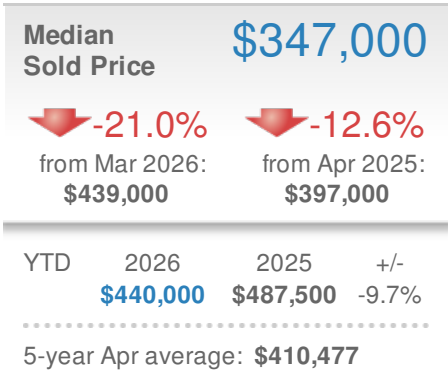 Median $347,000
Sold Price
-21.0% -12.6%
from Mar 2026: from Apr 2025:
$439,000 $397,000
YTD 2026 2025 +/-
$440,000 $487,500 -9.7%
5-year Apr average: $410,477